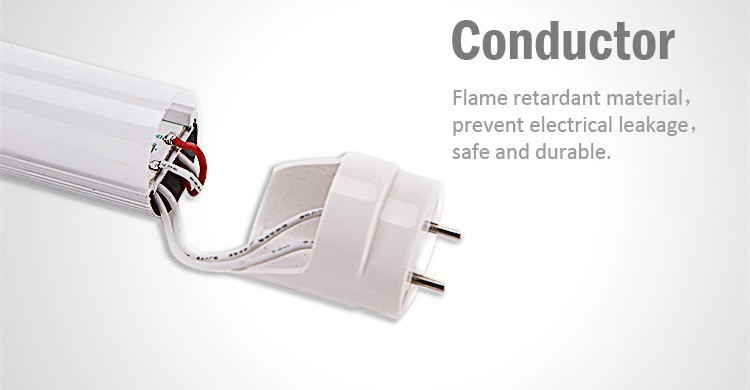 Conductor
Flame retardant material,
prevent electrical leakage,
safe and durable.